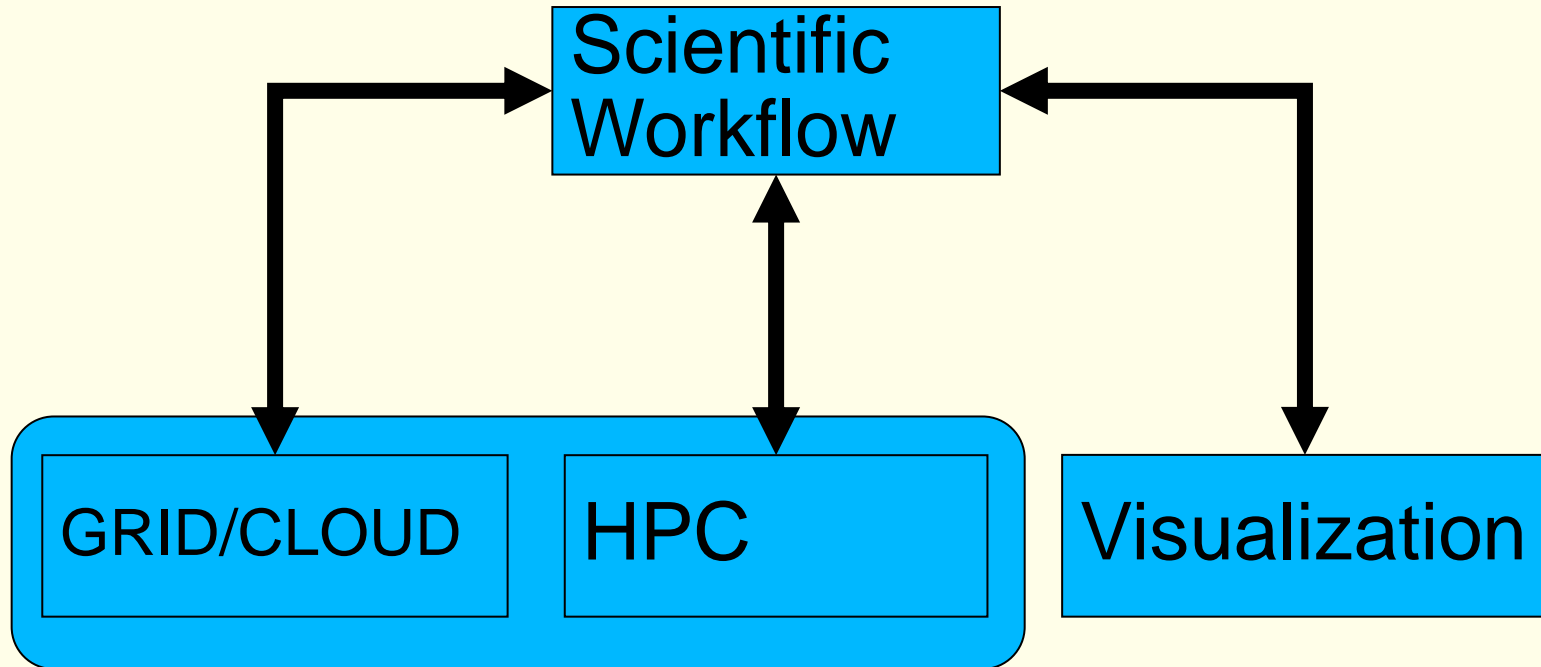 Scientific
Workflow
GRID/CLOUD
HPC
Visualization